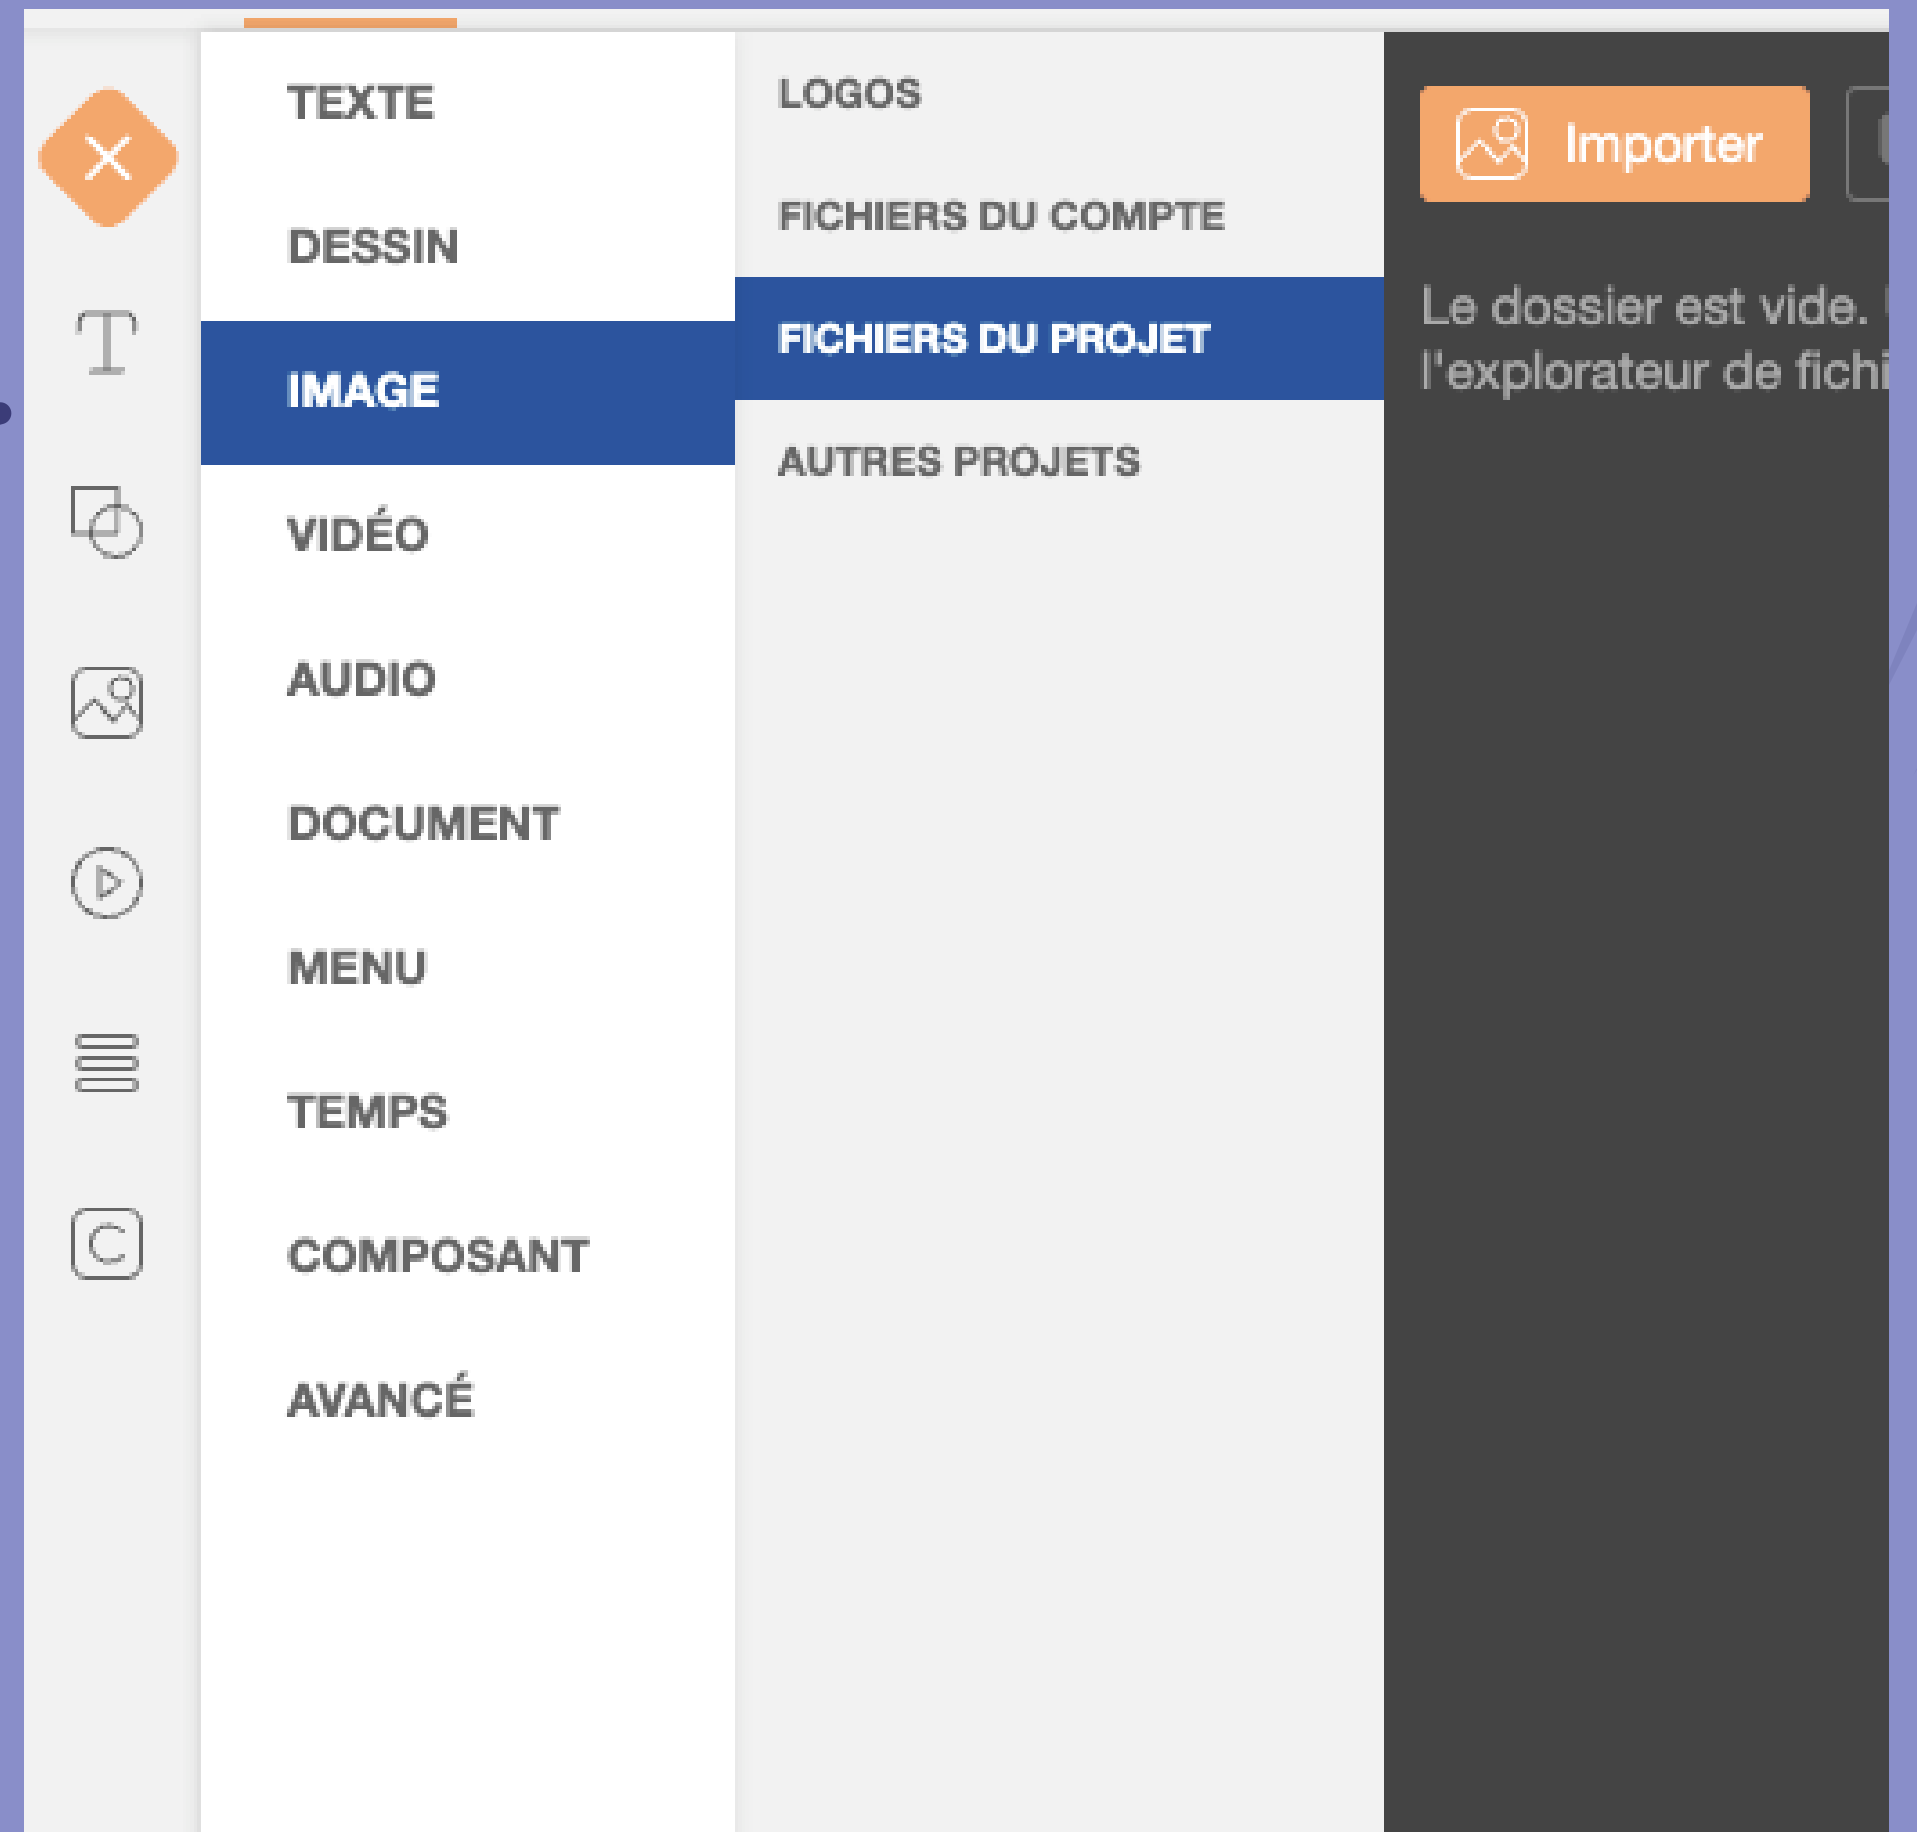 TEXTE
DESSIN
IMAGE
VIDÉO
AUDIO
DOCUMENT
MENU
TEMPS
COMPOSANT
AVANCÉ
LOGOS
FICHIERS DU COMPTE
FICHIERS DU PROJET
AUTRES PROJETS
Importer
Le dossier est vide.
l'explorateur de
T
C